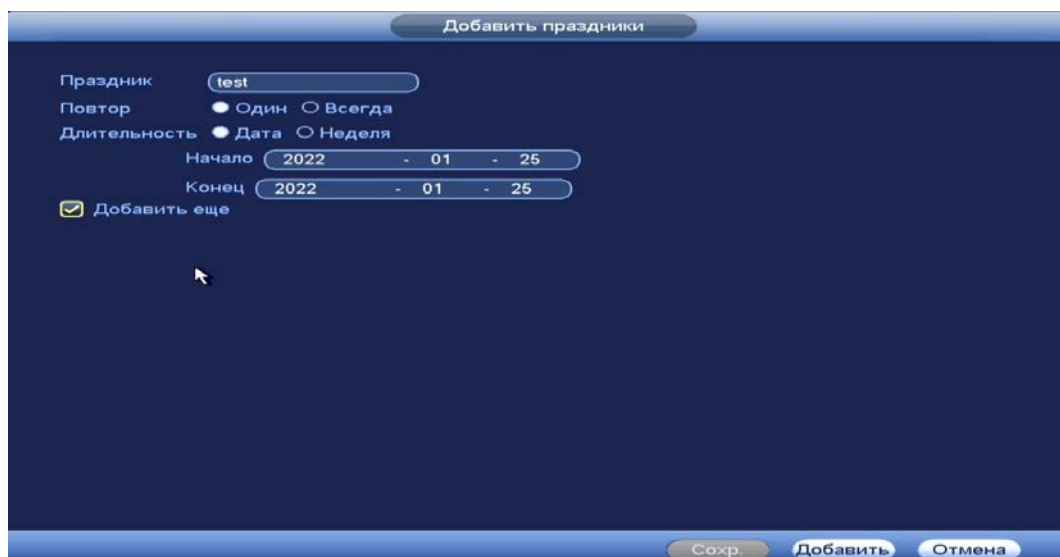 Добавить праздники
Праздник test
Повтор Один Всегда
Длительность Дата Неделя
Начало 2022 - 01 - 25
Конец 2022 - 01 - 25
Добавить еще
Сохр. Добавить Отмена